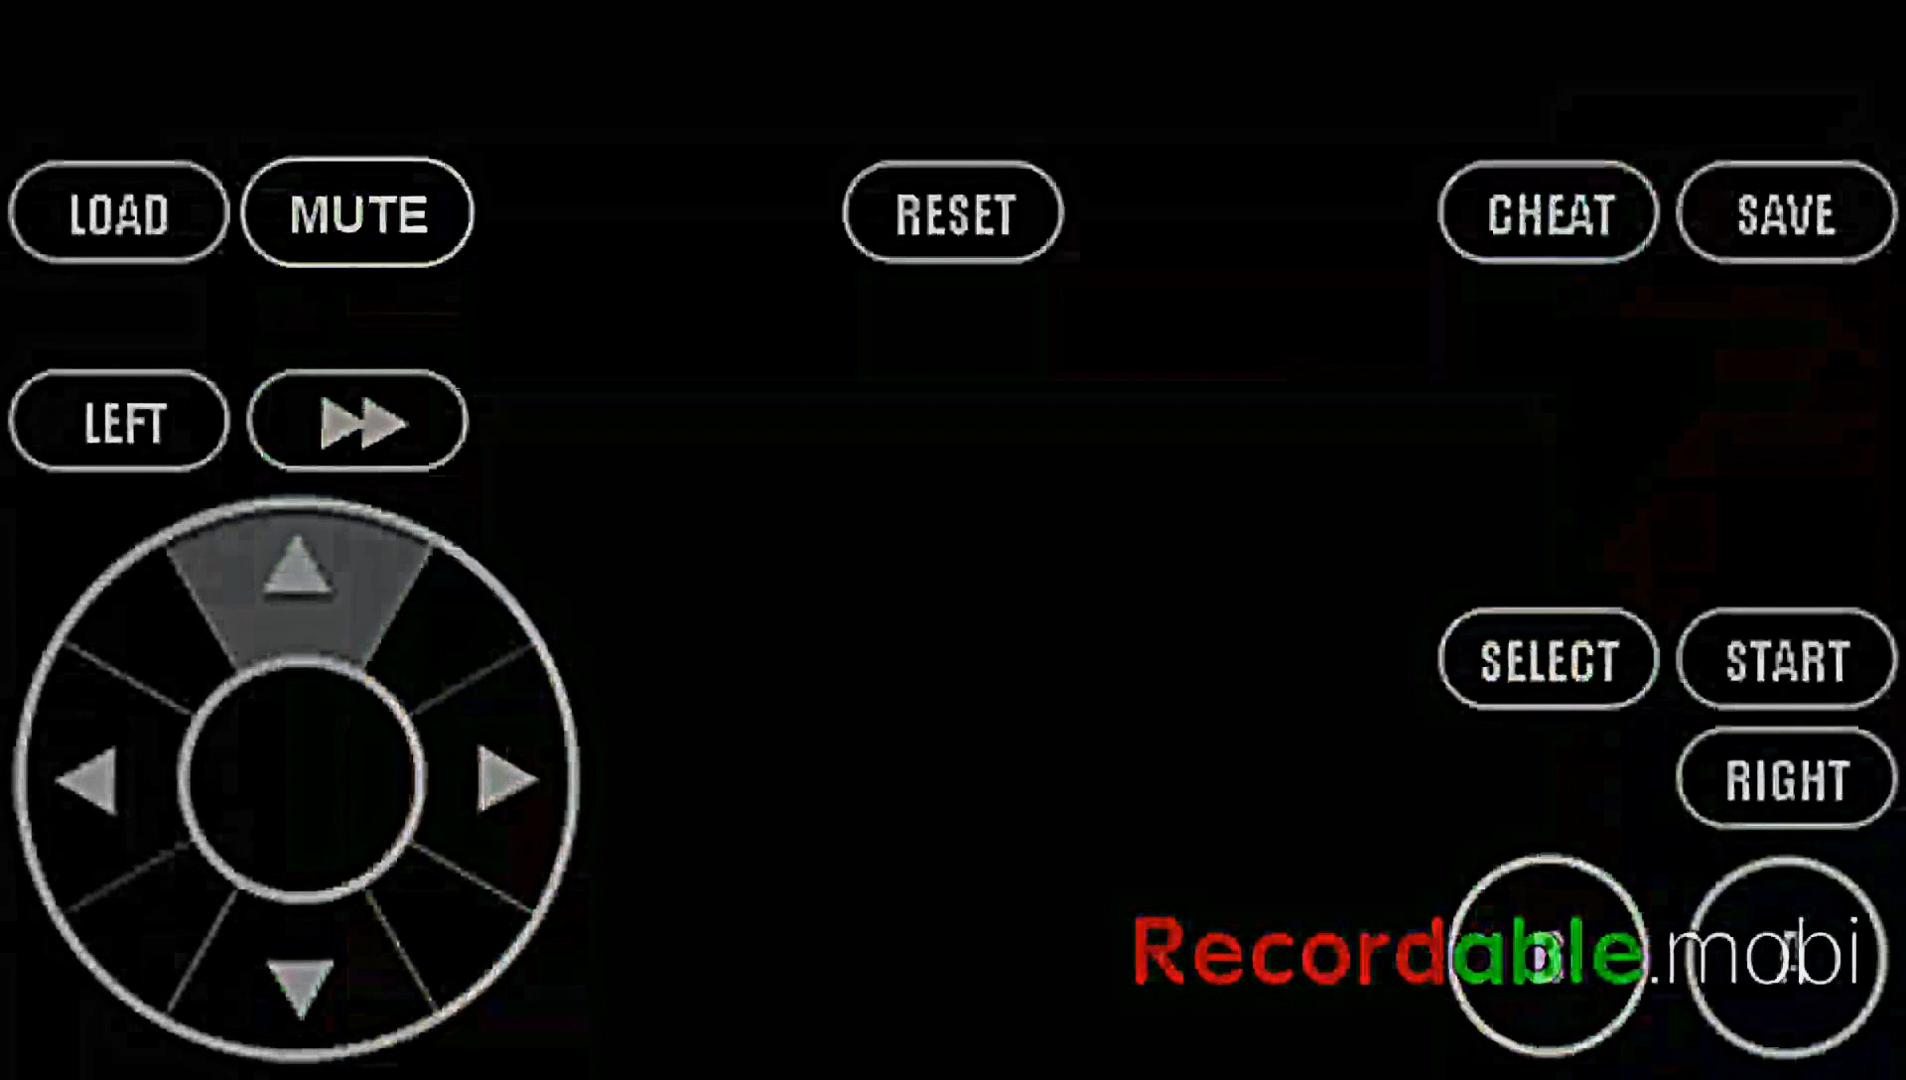 LOAD MUTE RESET CHEAT SAVE
LEFT
SELECT START
RIGHT
Recordable.mobi